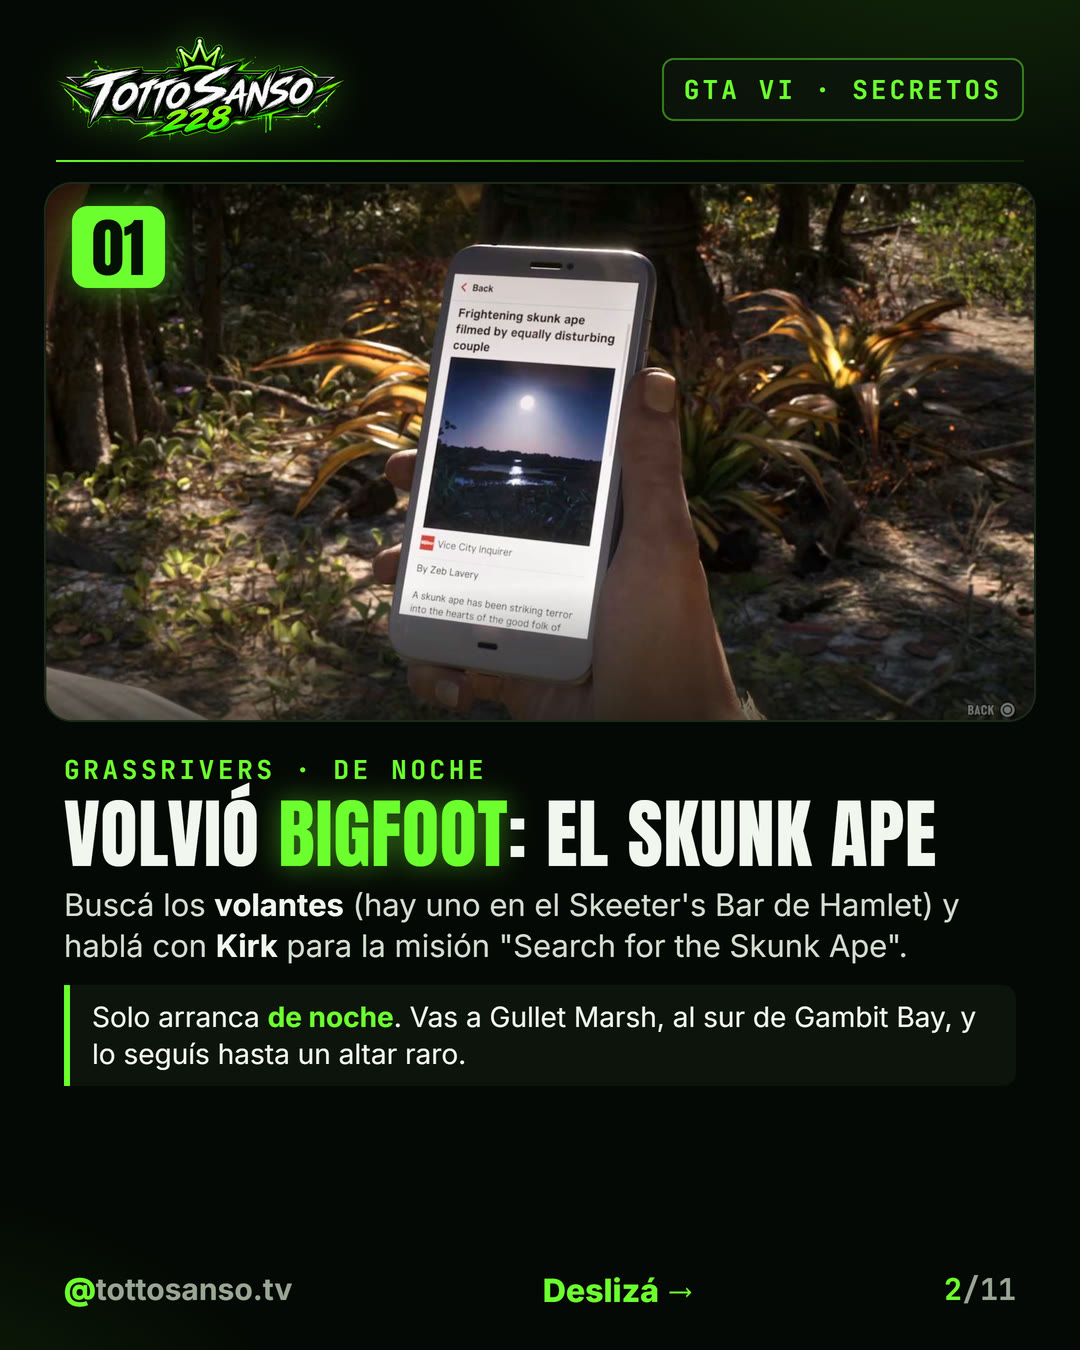 TOTTOSANSO
228
GTA VI · SECRETOS
01
Back
Frightening skunk ape
filmed by equally disturbing
couple
Vice City Inquirer
By Zeb Lavery
A skunk ape has been striking terror
into the hearts of the good folk of
BACK
GRASSRIVERS · DE NOCHE
VOLVIÓ BIGFOOT: EL SKUNK APE
Buscá los volantes (hay uno en el Skeeter's Bar de Hamlet) y
hablá con Kirk para la misión "Search for the Skunk Ape".
Solo arranca de noche. Vas a Gullet Marsh, al sur de Gambit Bay, y
lo seguís hasta un altar raro.
@tottosanso.tv
Deslizá →
2/11